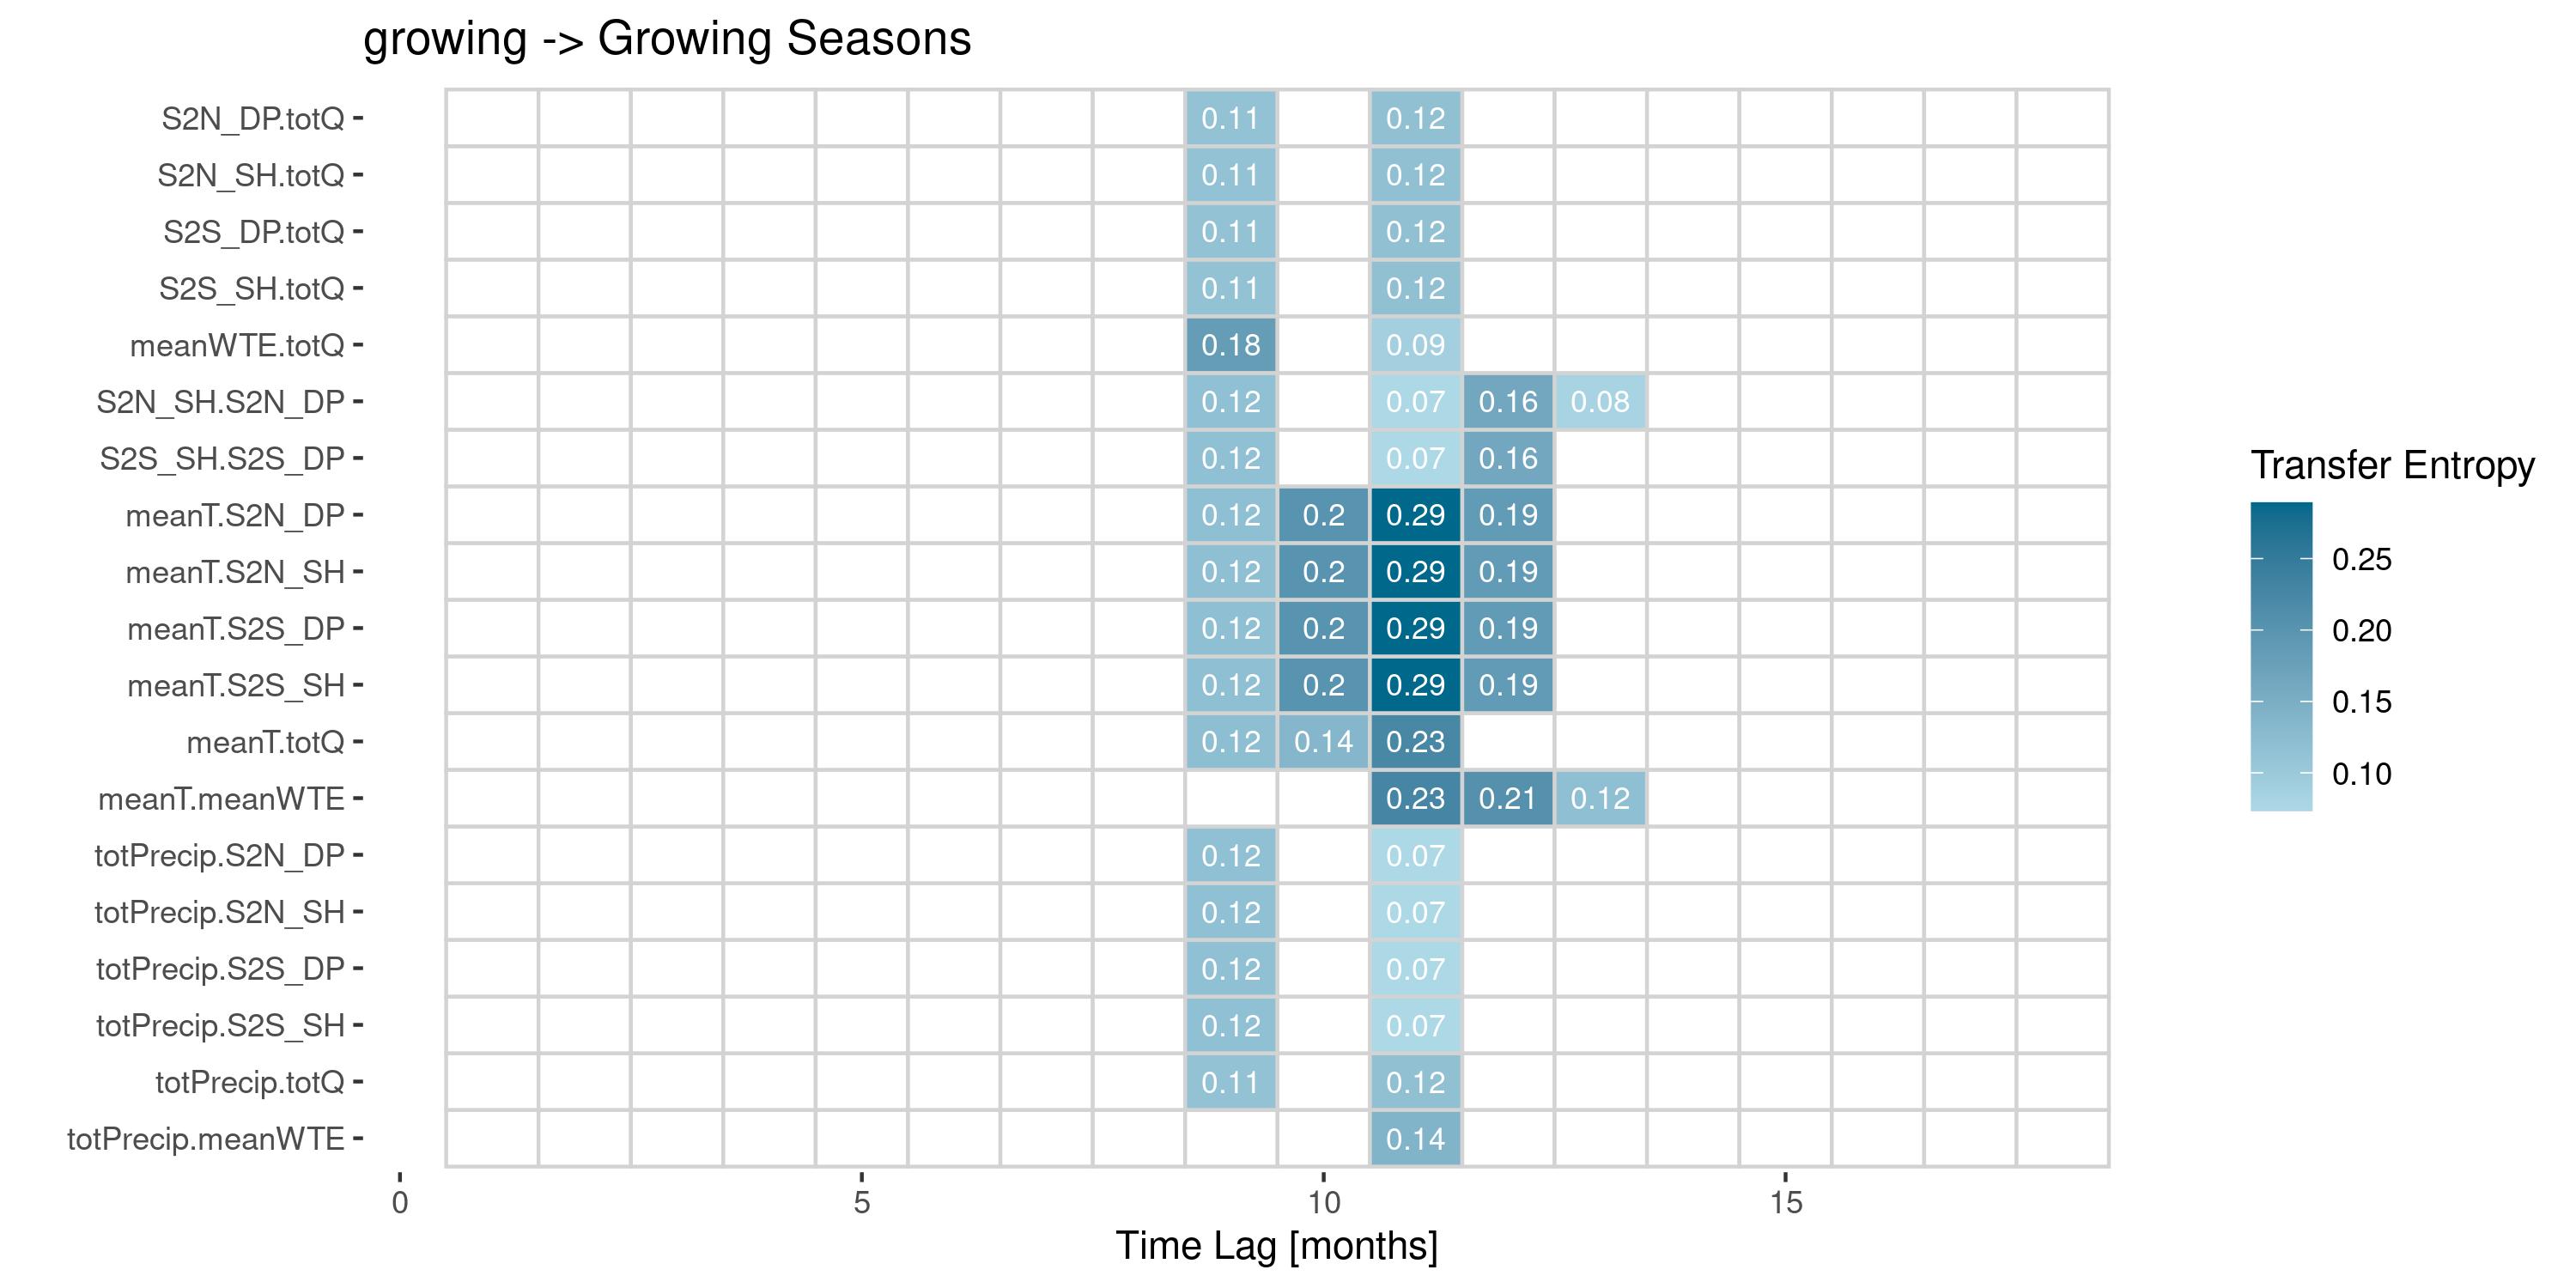 growing -> Growing Seasons
S2N_DP.totQ 0.11 0.12
S2N_SH.totQ 0.11 0.12
S2S_DP.totQ 0.11 0.12
S2S_SH.totQ 0.11 0.12
meanWTE.totQ 0.18 0.09
S2N_SH.S2N_DP 0.12 0.07 0.16 0.08
S2S_SH.S2S_DP 0.12 0.07 0.16
meanT.S2N_DP 0.12 0.2 0.29 0.19
meanT.S2N_SH 0.12 0.2 0.29 0.19
meanT.S2S_DP 0.12 0.2 0.29 0.19
meanT.S2S_SH 0.12 0.2 0.29 0.19
meanT.totQ 0.12 0.14 0.23
meanT.meanWTE 0.23 0.21 0.12
totPrecip.S2N_DP 0.12 0.07
totPrecip.S2N_SH 0.12 0.07
totPrecip.S2S_DP 0.12 0.07
totPrecip.S2S_SH 0.12 0.07
totPrecip.totQ 0.11 0.12
totPrecip.meanWTE 0.14
0 5 10 15
Time Lag [months]
Transfer Entropy
0.25
0.20
0.15
0.10